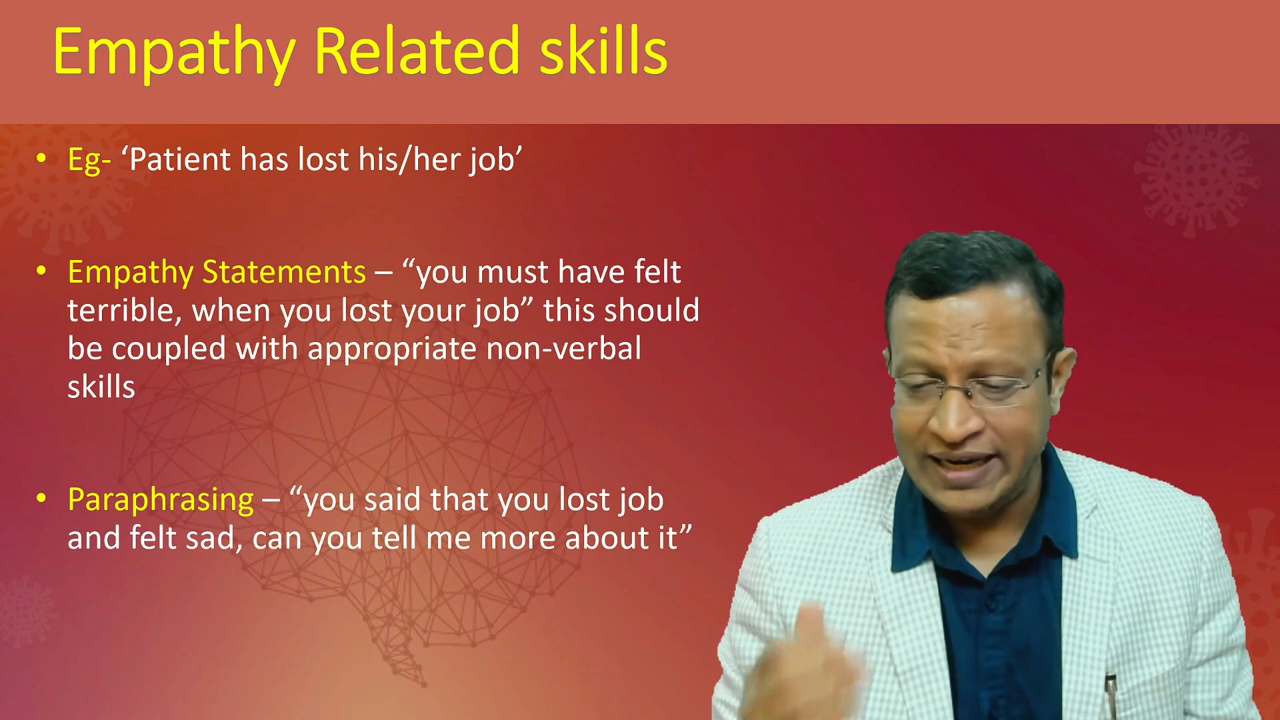 Empathy Related skills
• Eg- ‘Patient has lost his/her job’
• Empathy Statements – “you must have felt
terrible, when you lost your job” this should
be coupled with appropriate non-verbal
skills
• Paraphrasing – “you said that you lost job
and felt sad, can you tell me more about it”